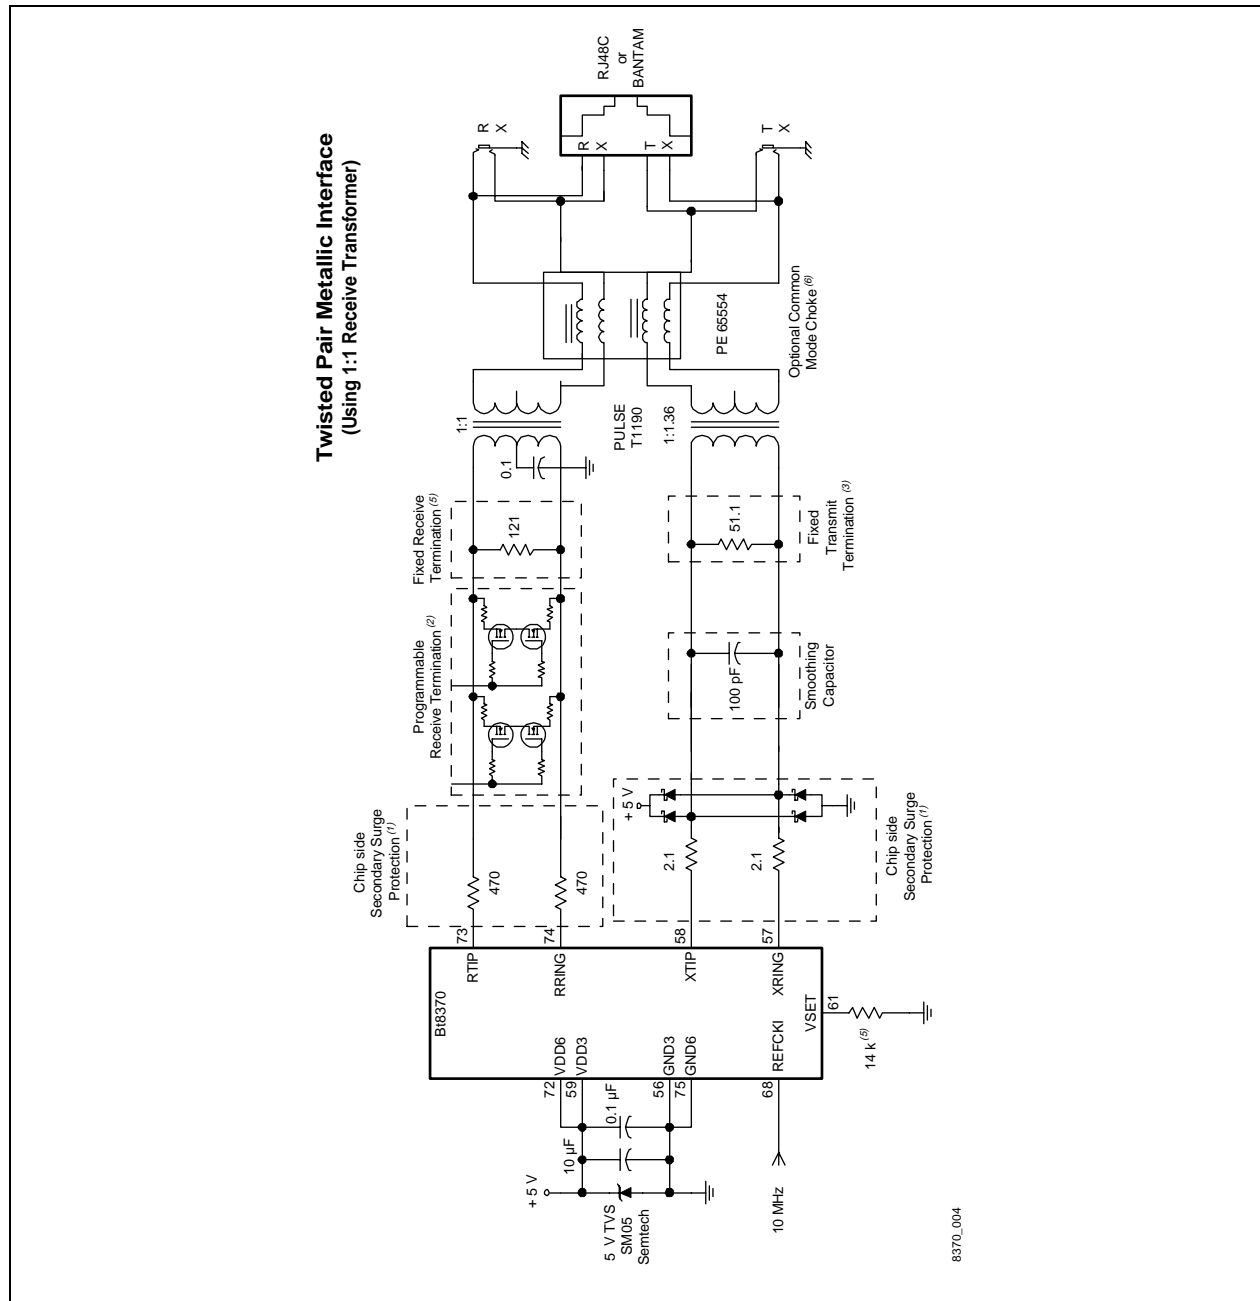 Twisted Pair Metallic Interface
(Using 1:1 Receive Transformer)
Chip side
Secondary Surge
Protection (1)
Programmable
Receive Termination (2)
Fixed Receive
Termination (5)
1:1
R
X
RJ48C
or
BANTAM
R
X
T
X
T
X
Bt8370
RTIP
73
470
RRING
74
470
121
0.1
PULSE
T1190
1:1.36
PE 65554
Optional Common
Mode Choke (6)
VDD6
72
VDD3
59
GND3
56
GND6
75
REFCKI
68
XTIP
58
XRING
57
VSET
61
14 k (5)
2.1
2.1
+ 5 V
Chip side
Secondary Surge
Protection (1)
100 pF
Smoothing
Capacitor
51.1
Fixed
Transmit
Termination (3)
+ 5 V
10 µF
0.1 µF
5 V TVS
SM05
Semtech
10 MHz
8370_004